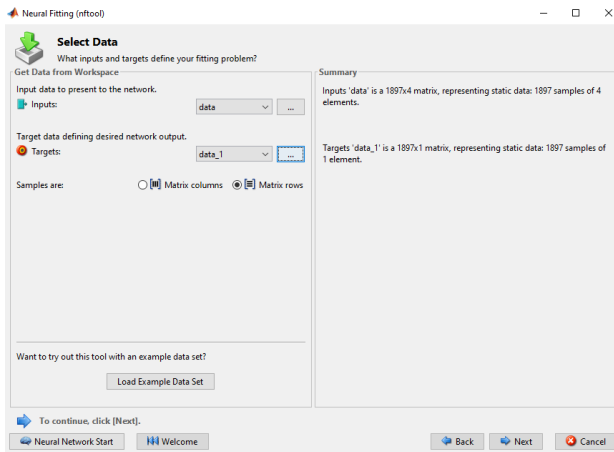 Neural Fitting (nftool)
Select Data
What inputs and targets define your fitting problem?
Get Data from Workspace
Input data to present to the network.
Inputs:
data
...
Target data defining desired network output.
Targets:
data_1
...
Samples are:
Matrix columns
Matrix rows
Want to try out this tool with an example data set?
Load Example Data Set
Summary
Inputs 'data' is a 1897x4 matrix, representing static data: 1897 samples of 4
elements.
Targets 'data_1' is a 1897x1 matrix, representing static data: 1897 samples of
1 element.
To continue, click [Next].
Neural Network Start
Welcome
Back
Next
Cancel